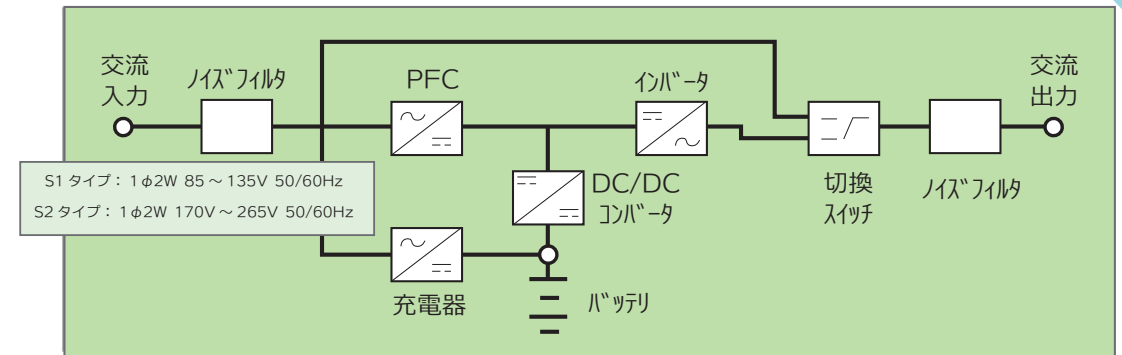 交流
入力
ﾉｲｽﾞﾌｨﾙﾀ
PFC
ｲﾝﾊﾞｰﾀ
交流
出力
S1 タイプ： 1φ2W 85～135V 50/60Hz
S2 タイプ： 1φ2W 170V～265V 50/60Hz
DC/DC
ｺﾝﾊﾞｰﾀ
切換
ｽｲｯﾁ
ﾉｲｽﾞﾌｨﾙﾀ
充電器
ﾊﾞｯﾃﾘ